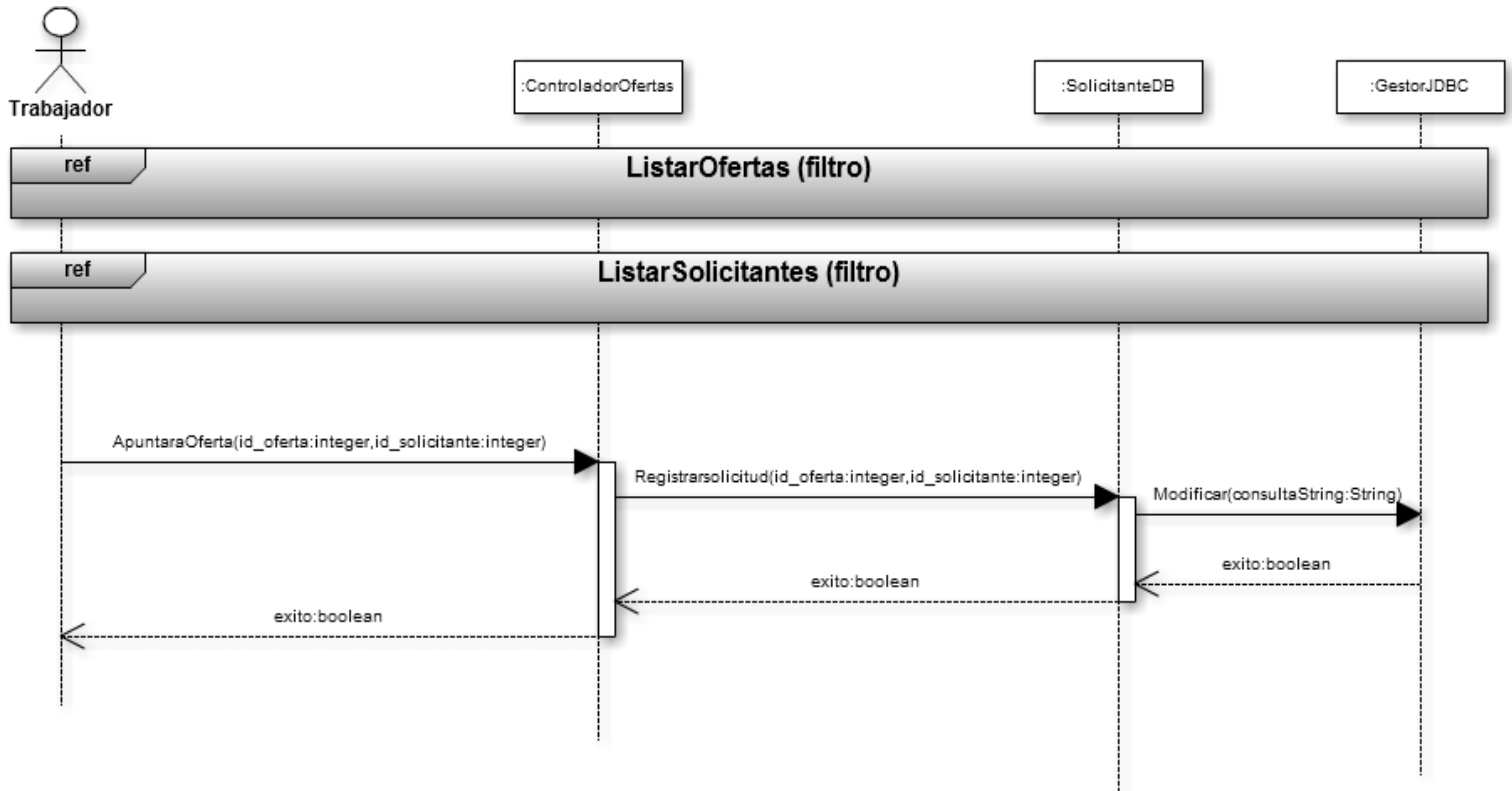 Trabajador
:ControladorOfertas
:SolicitanteDB
:GestorJDBC
ref
ListarOfertas (filtro)
ref
ListarSolicitantes (filtro)
ApuntaraOferta(id_oferta:integer,id_solicitante:integer)
Registrarsolicitud(id_oferta:integer,id_solicitante:integer)
Modificar(consultaString:String)
exito:boolean
exito:boolean
exito:boolean